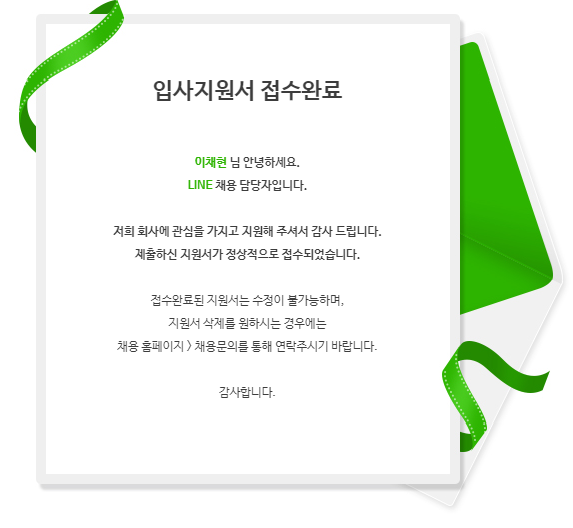 입사지원서 접수완료
이채현 님 안녕하세요.
LINE 채용 담당자입니다.
저희 회사에 관심을 가지고 지원해 주셔서 감사 드립니다.
제출하신 지원서가 정상적으로 접수되었습니다.
접수완료된 지원서는 수정이 불가능하며,
지원서 삭제를 원하시는 경우에는
채용 홈페이지 > 채용문의를 통해 연락주시기 바랍니다.
감사합니다.